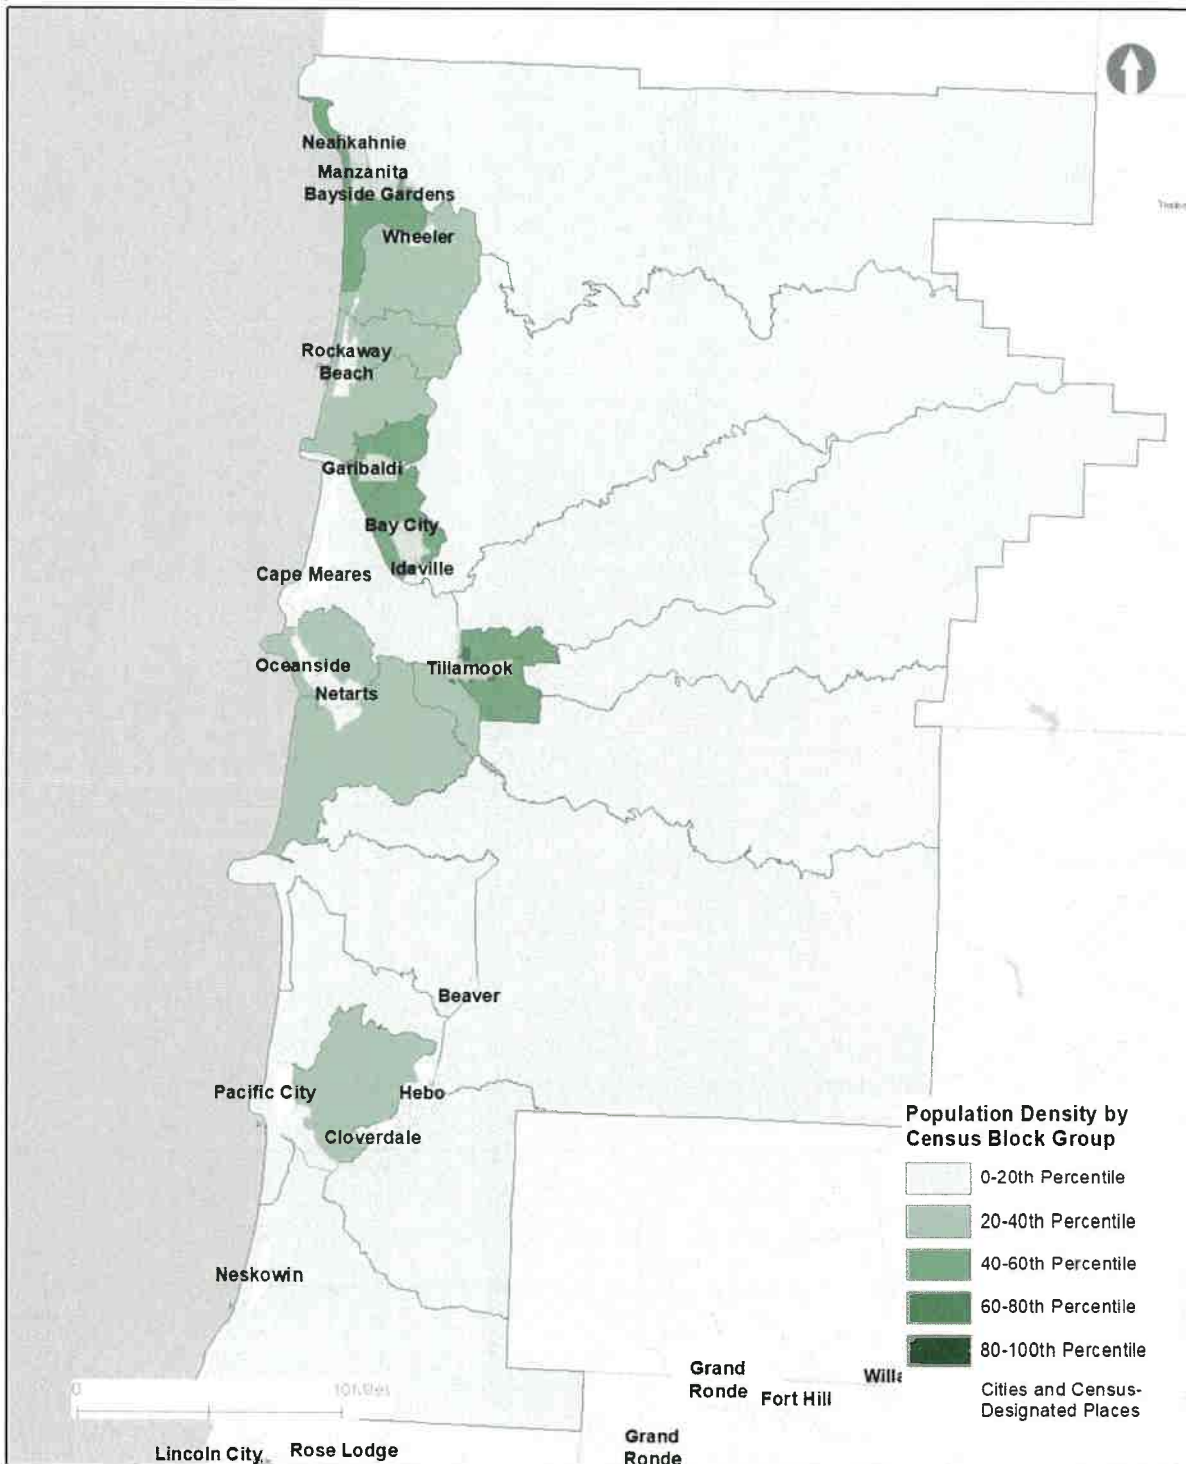 Neahkahnie
Manzanita
Bayside Gardens
Wheeler
Rockaway
Beach
Garibaldi
Bay City
Idaville
Cape Meares
Oceanside
Netarts
Tillamook
Beaver
Pacific City
Hebo
Cloverdale
Neskowin
Population Density by
Census Block Group
0-20th Percentile
20-40th Percentile
40-60th Percentile
60-80th Percentile
80-100th Percentile
Cities and Census-
Designated Places
Grand
Ronde
Fort Hill
Willa
0
10 Miles
Lincoln City
Rose Lodge
Grand
Ronde